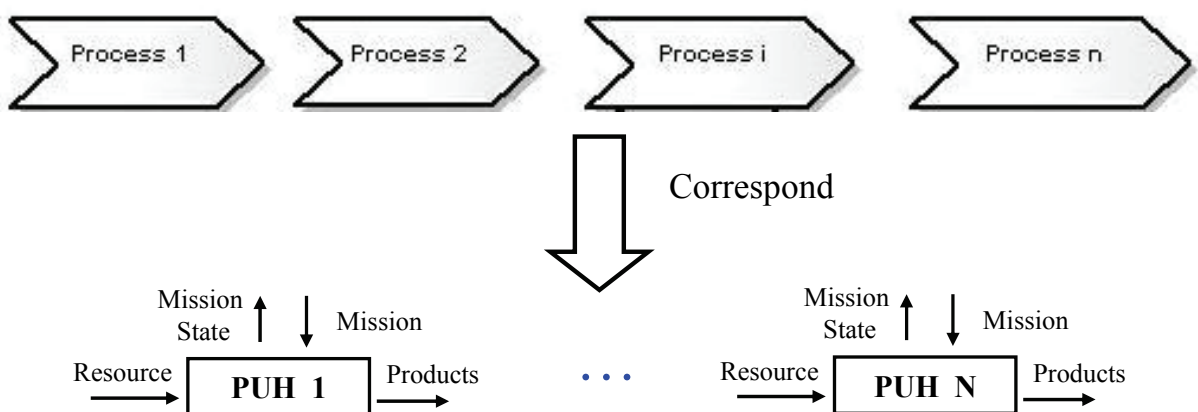 Process 1
Process 2
Process i
Process n
Correspond
Mission
State
Mission
Resource
PUH 1
Products
...
Mission
State
Mission
Resource
PUH N
Products